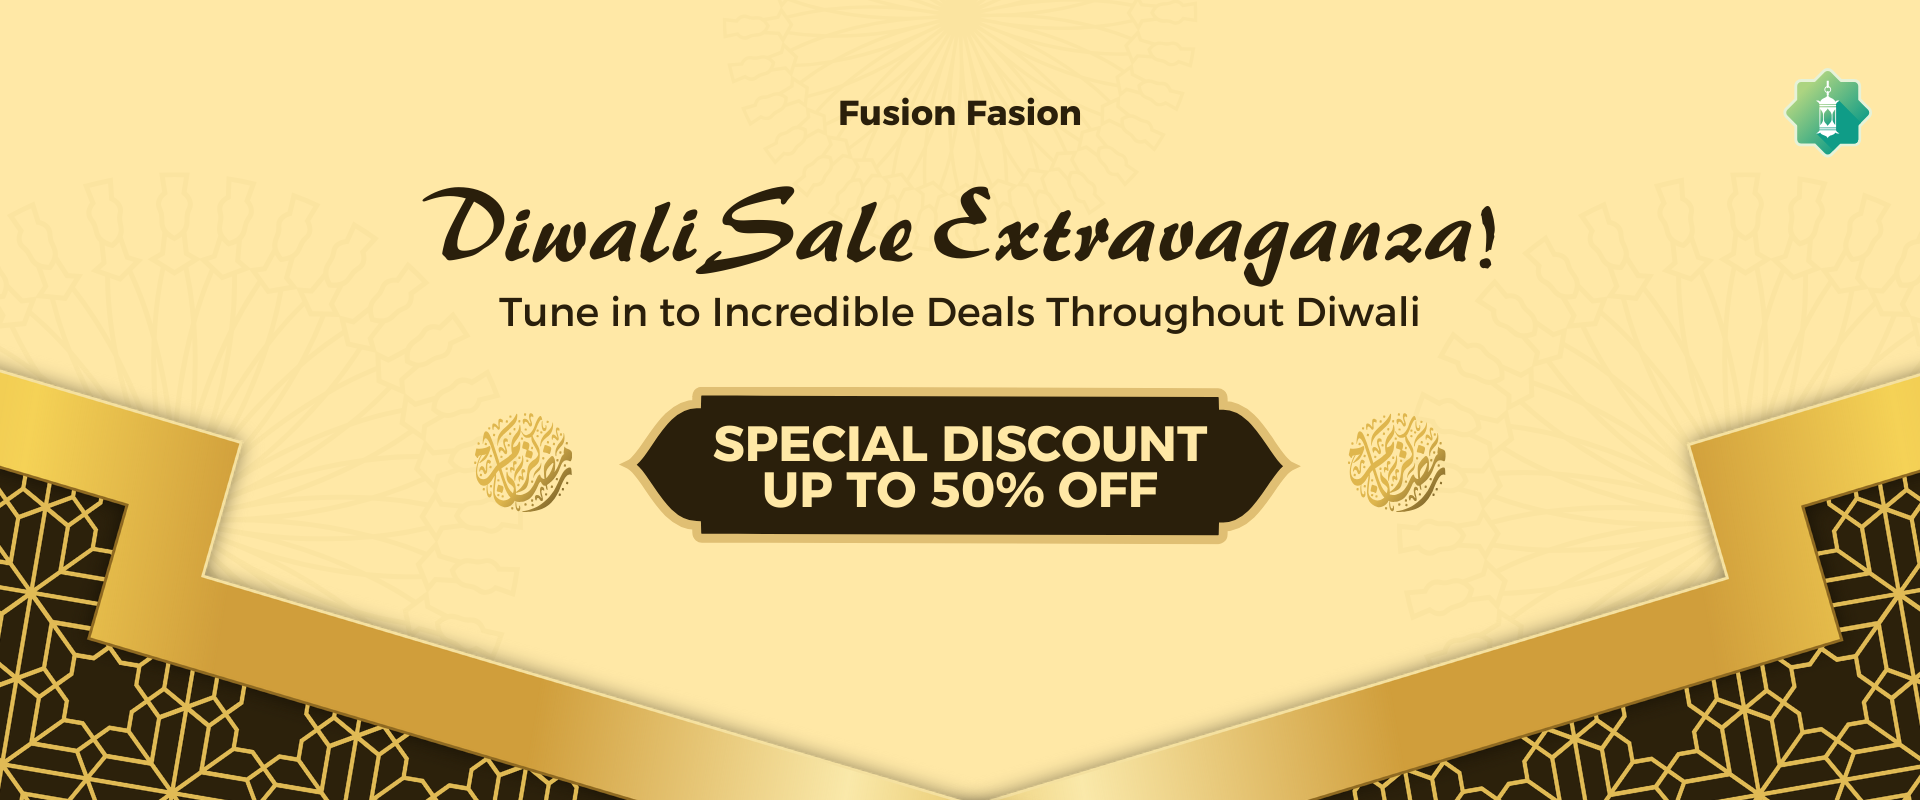 Fusion Fasion
Diwali Sale Extravaganza!
Tune in to Incredible Deals Throughout Diwali
SPECIAL DISCOUNT
UP TO 50% OFF